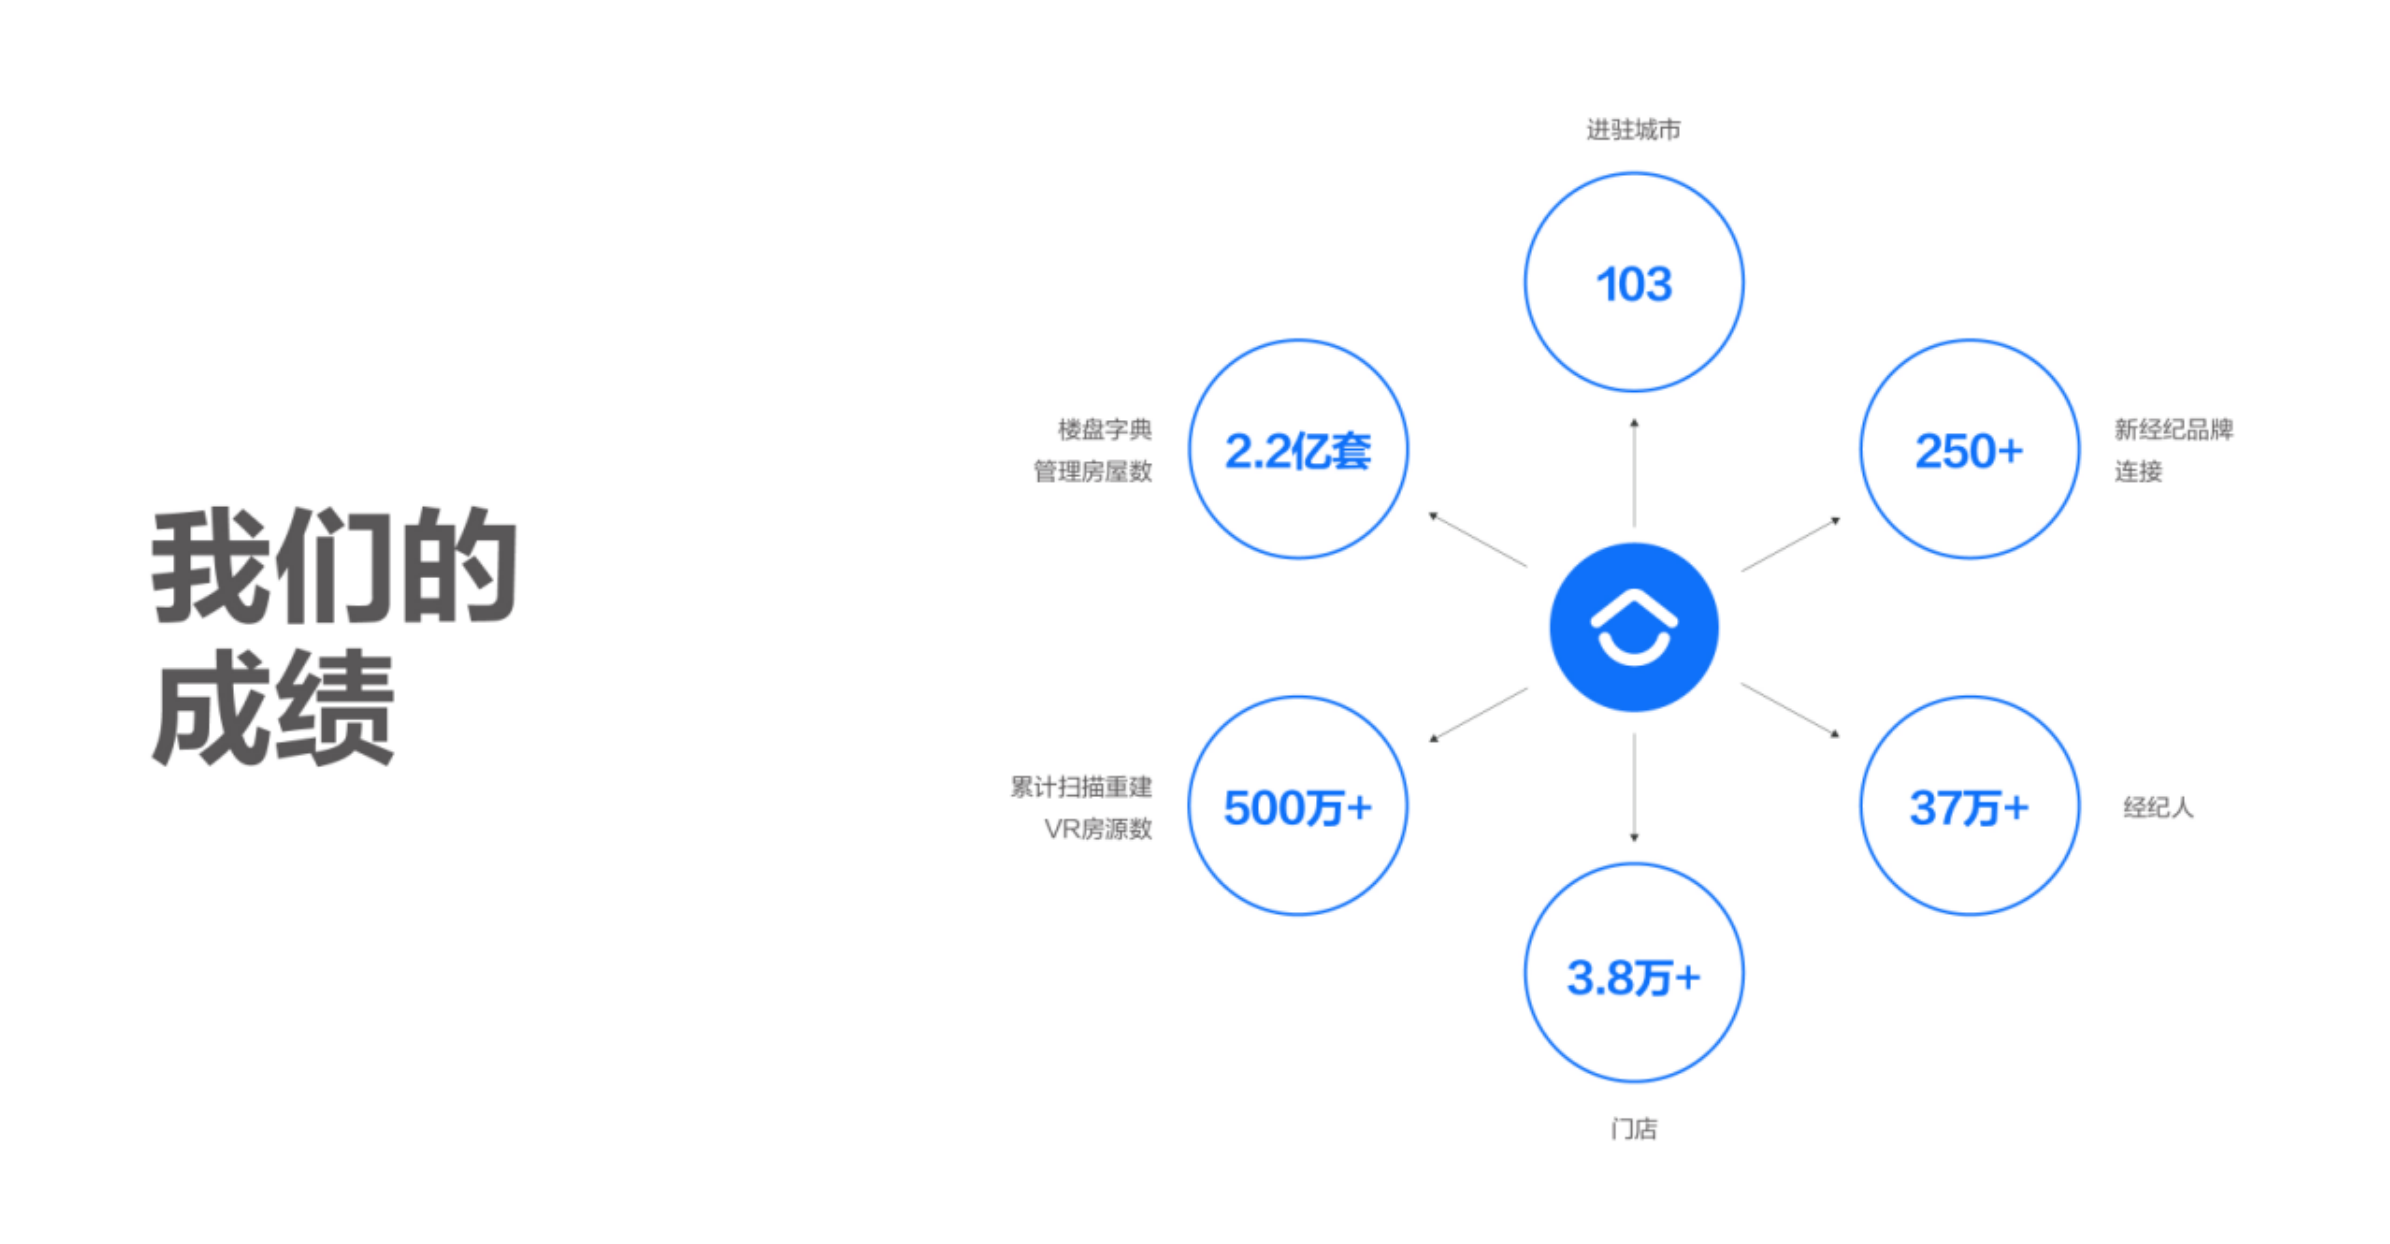 我们的
成绩
进驻城市
103
楼盘字典
管理房屋数
2.2亿套
250+
新经纪品牌
连接
累计扫描重建
VR房源数
500万+
37万+
经纪人
3.8万+
门店